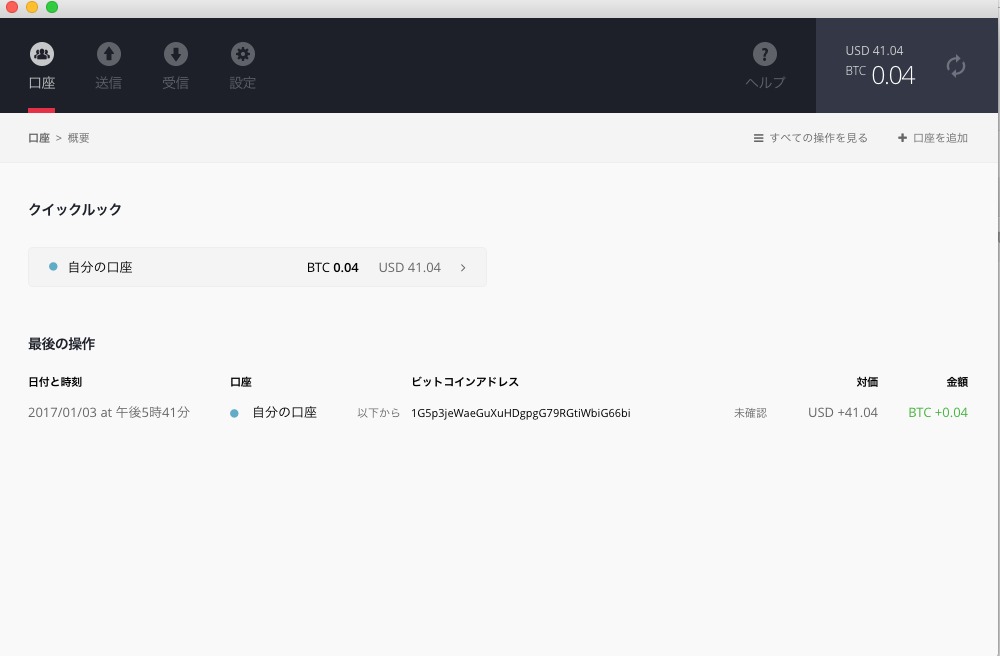 口座 送信 受信 設定 ヘルプ
USD 41.04
BTC 0.04
口座 > 概要 すべての操作を見る 口座を追加
クイックルック
自分の口座 BTC 0.04 USD 41.04
最後の操作
日付と時刻 口座 ビットコインアドレス 対価 金額
2017/01/03 at 午後5時41分 自分の口座 以下から 1G5p3jeWaeGuXuHDgpgG79RGtiWbiG66bi 未確認 USD +41.04 BTC +0.04